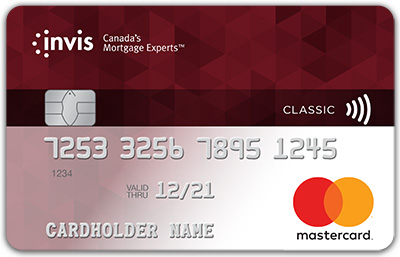 invis Canada's
Mortgage Experts™
CLASSIC
7253 3256 7895 1245
1234
VALID
THRU 12/21
CARDHOLDER NAME
mastercard.